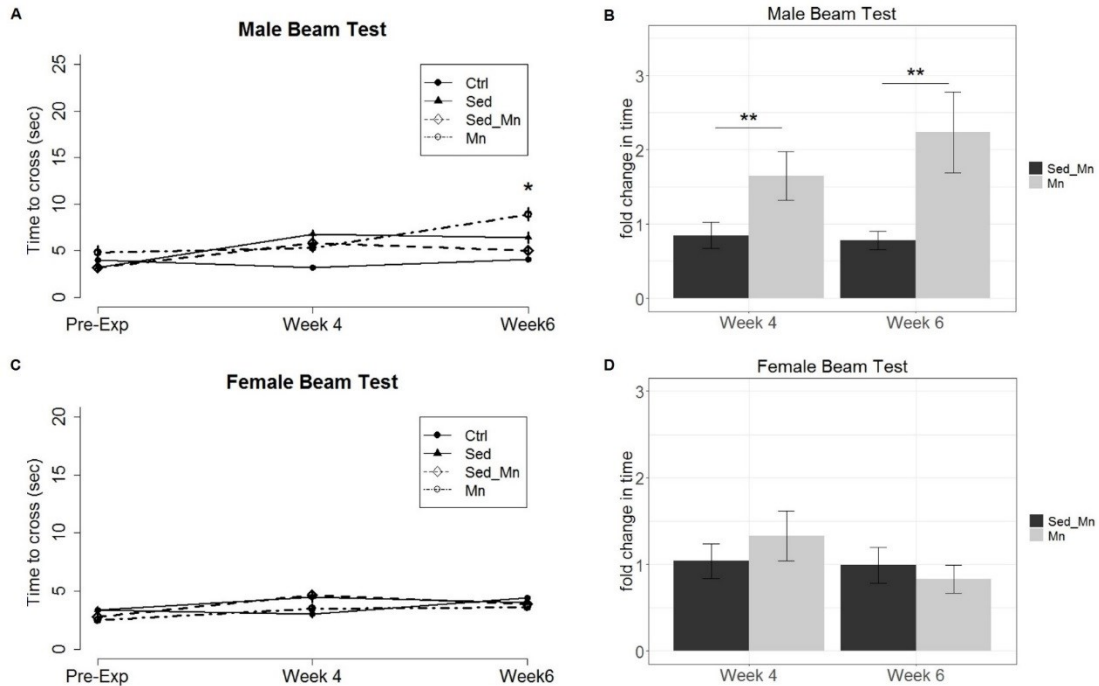 A
Male Beam Test
Time to cross (sec)
25
20
15
10
5
0
Ctrl
Sed
Sed_Mn
Mn
*
Pre-Exp
Week 4
Week6
B
Male Beam Test
fold change in time
3
2
1
0
**
**
Week 4
Week 6
Sed_Mn
Mn
C
Female Beam Test
Time to cross (sec)
20
15
10
5
0
Ctrl
Sed
Sed_Mn
Mn
Pre-Exp
Week 4
Week6
D
Female Beam Test
fold change in time
3
2
1
0
Week 4
Week 6
Sed_Mn
Mn